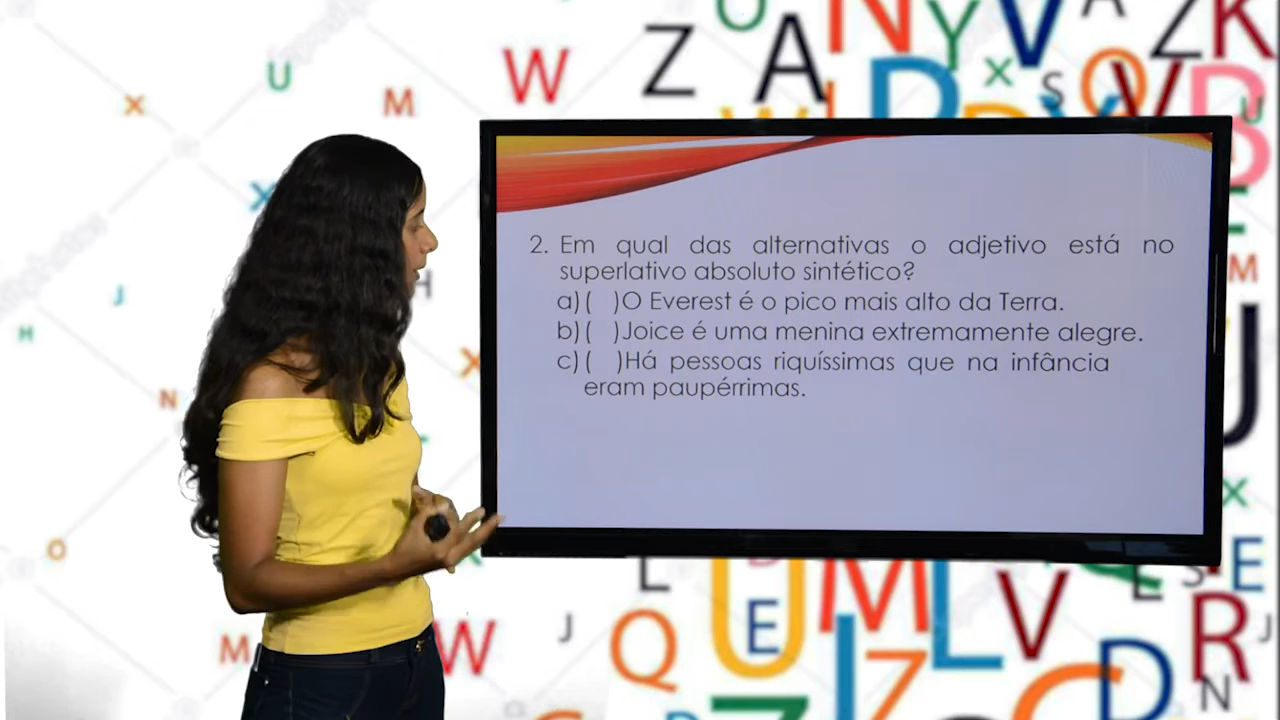 2. Em qual das alternativas o adjetivo está no
superlativo absoluto sintético?
a) ( )O Everest é o pico mais alto da Terra.
b) ( )Joice é uma menina extremamente alegre.
c) ( )Há pessoas riquíssimas que na infância
eram paupérrimas.